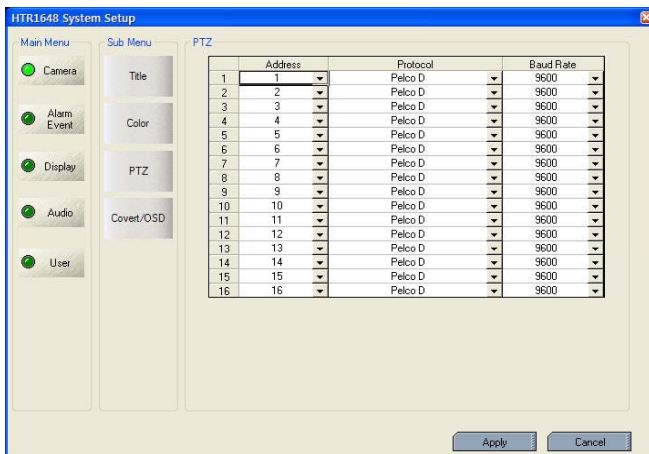 HTR1648 System Setup
Main Menu
Camera
Alarm
Event
Display
Audio
User
Sub Menu
Title
Color
PTZ
Covert/OSD
PTZ
Address Protocol Baud Rate
1 1 Pelco D 9600
2 2 Pelco D 9600
3 3 Pelco D 9600
4 4 Pelco D 9600
5 5 Pelco D 9600
6 6 Pelco D 9600
7 7 Pelco D 9600
8 8 Pelco D 9600
9 9 Pelco D 9600
10 10 Pelco D 9600
11 11 Pelco D 9600
12 12 Pelco D 9600
13 13 Pelco D 9600
14 14 Pelco D 9600
15 15 Pelco D 9600
16 16 Pelco D 9600
Apply Cancel